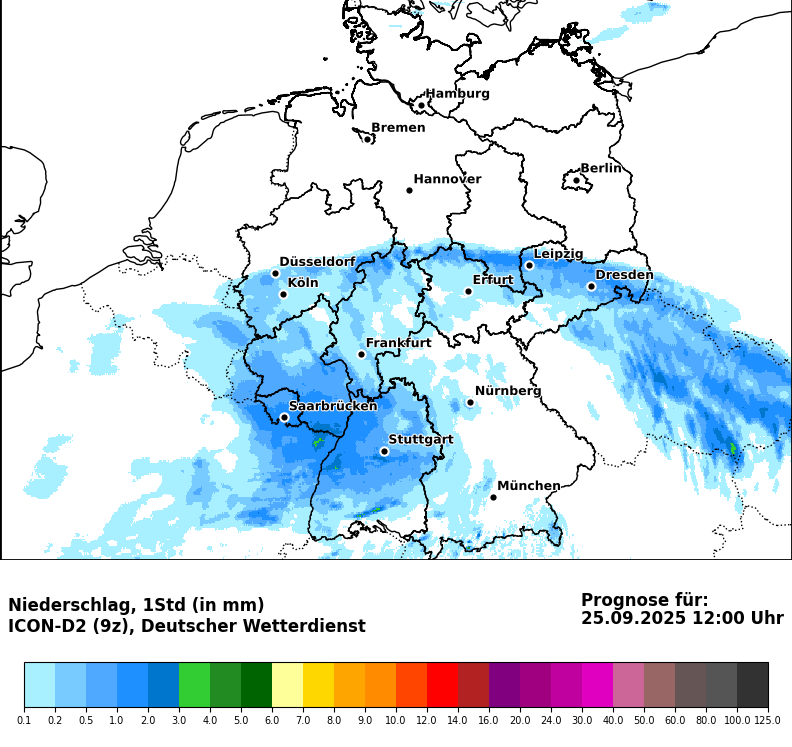 Hamburg
Bremen
Berlin
Hannover
Leipzig
Düsseldorf
Dresden
Köln
Erfurt
Frankfurt
Nürnberg
Saarbrücken
Stuttgart
München
Niederschlag, 1Std (in mm)
ICON-D2 (9z), Deutscher Wetterdienst
Prognose für:
25.09.2025 12:00 Uhr
0.1 0.2 0.5 1.0 2.0 3.0 4.0 5.0 6.0 7.0 8.0 9.0 10.0 12.0 14.0 16.0 20.0 24.0 30.0 40.0 50.0 60.0 80.0 100.0 125.0